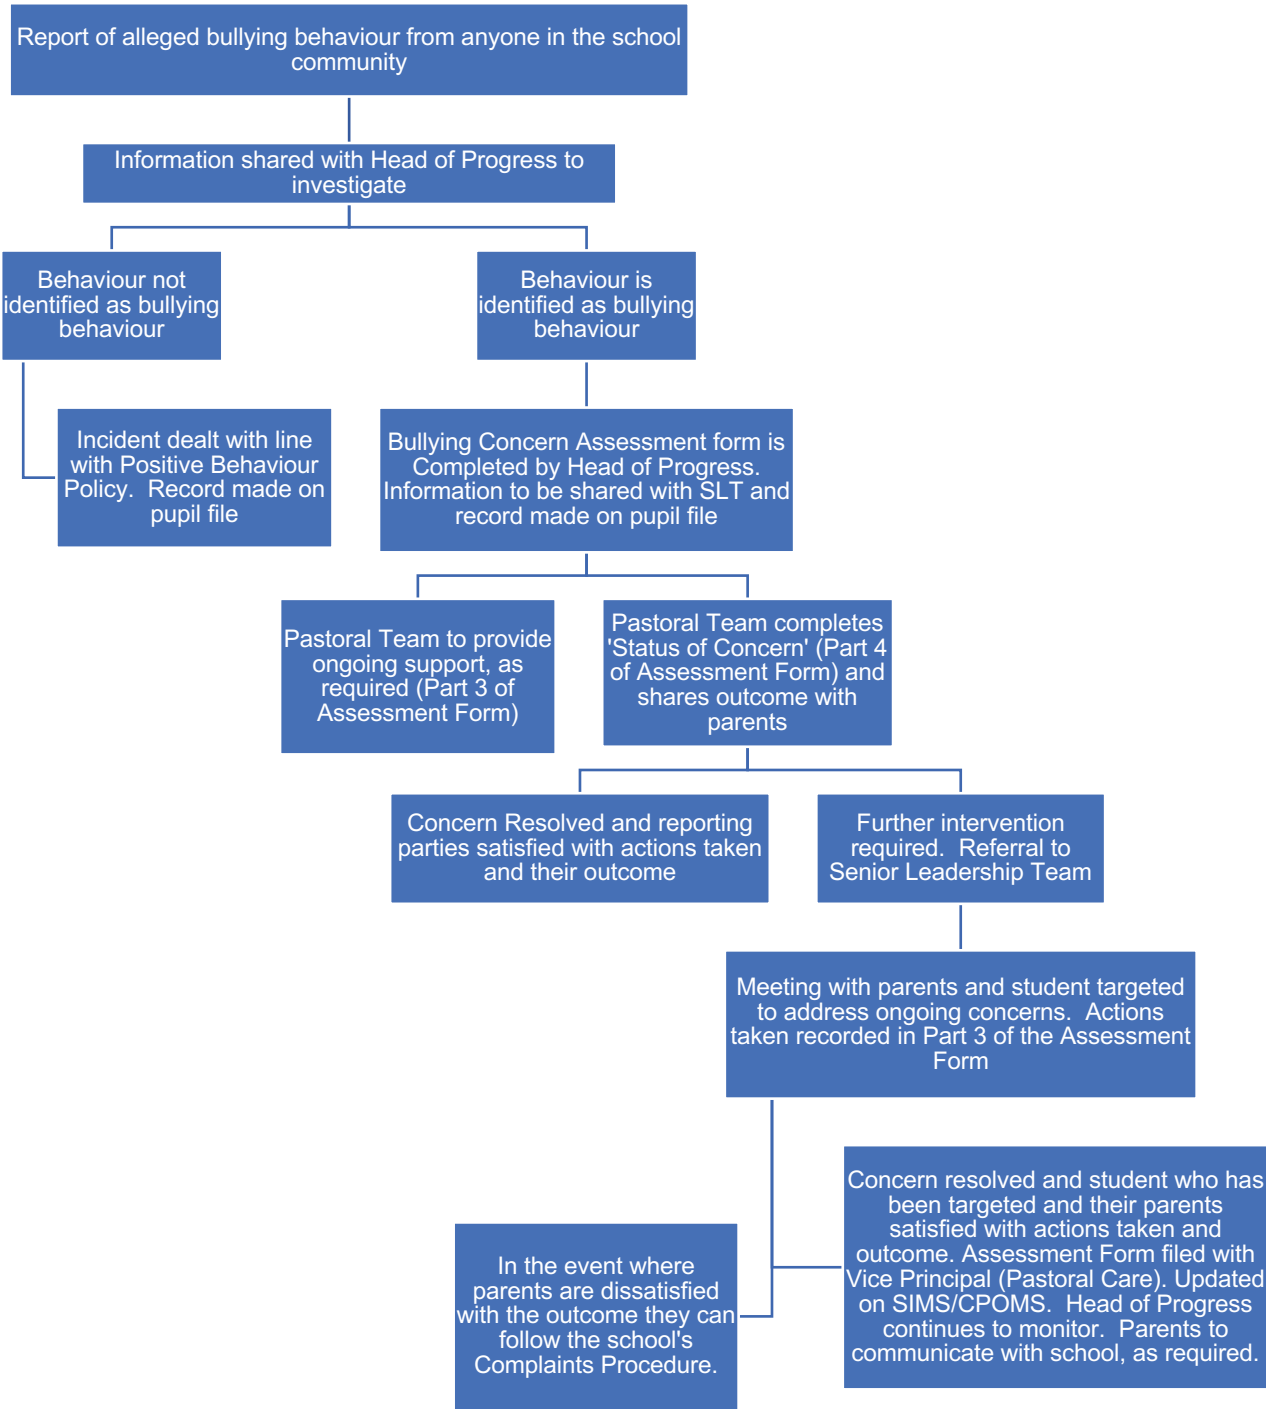 Report of alleged bullying behaviour from anyone in the school
community
Information shared with Head of Progress to
investigate
Behaviour not
identified as bullying
behaviour
Behaviour is
identified as bullying
behaviour
Incident dealt with line
with Positive Behaviour
Policy.  Record made on
pupil file
Bullying Concern Assessment form is
Completed by Head of Progress.
Information to be shared with SLT and
record made on pupil file
Pastoral Team to provide
ongoing support, as
required (Part 3 of
Assessment Form)
Pastoral Team completes
'Status of Concern' (Part 4
of Assessment Form) and
shares outcome with
parents
Concern Resolved and reporting
parties satisfied with actions taken
and their outcome
Further intervention
required.  Referral to
Senior Leadership Team
Meeting with parents and student targeted
to address ongoing concerns.  Actions
taken recorded in Part 3 of the Assessment
Form
In the event where
parents are dissatisfied
with the outcome they can
follow the school's
Complaints Procedure.
Concern resolved and student who has
been targeted and their parents
satisfied with actions taken and
outcome. Assessment Form filed with
Vice Principal (Pastoral Care). Updated
on SIMS/CPOMS.  Head of Progress
continues to monitor.  Parents to
communicate with school, as required.